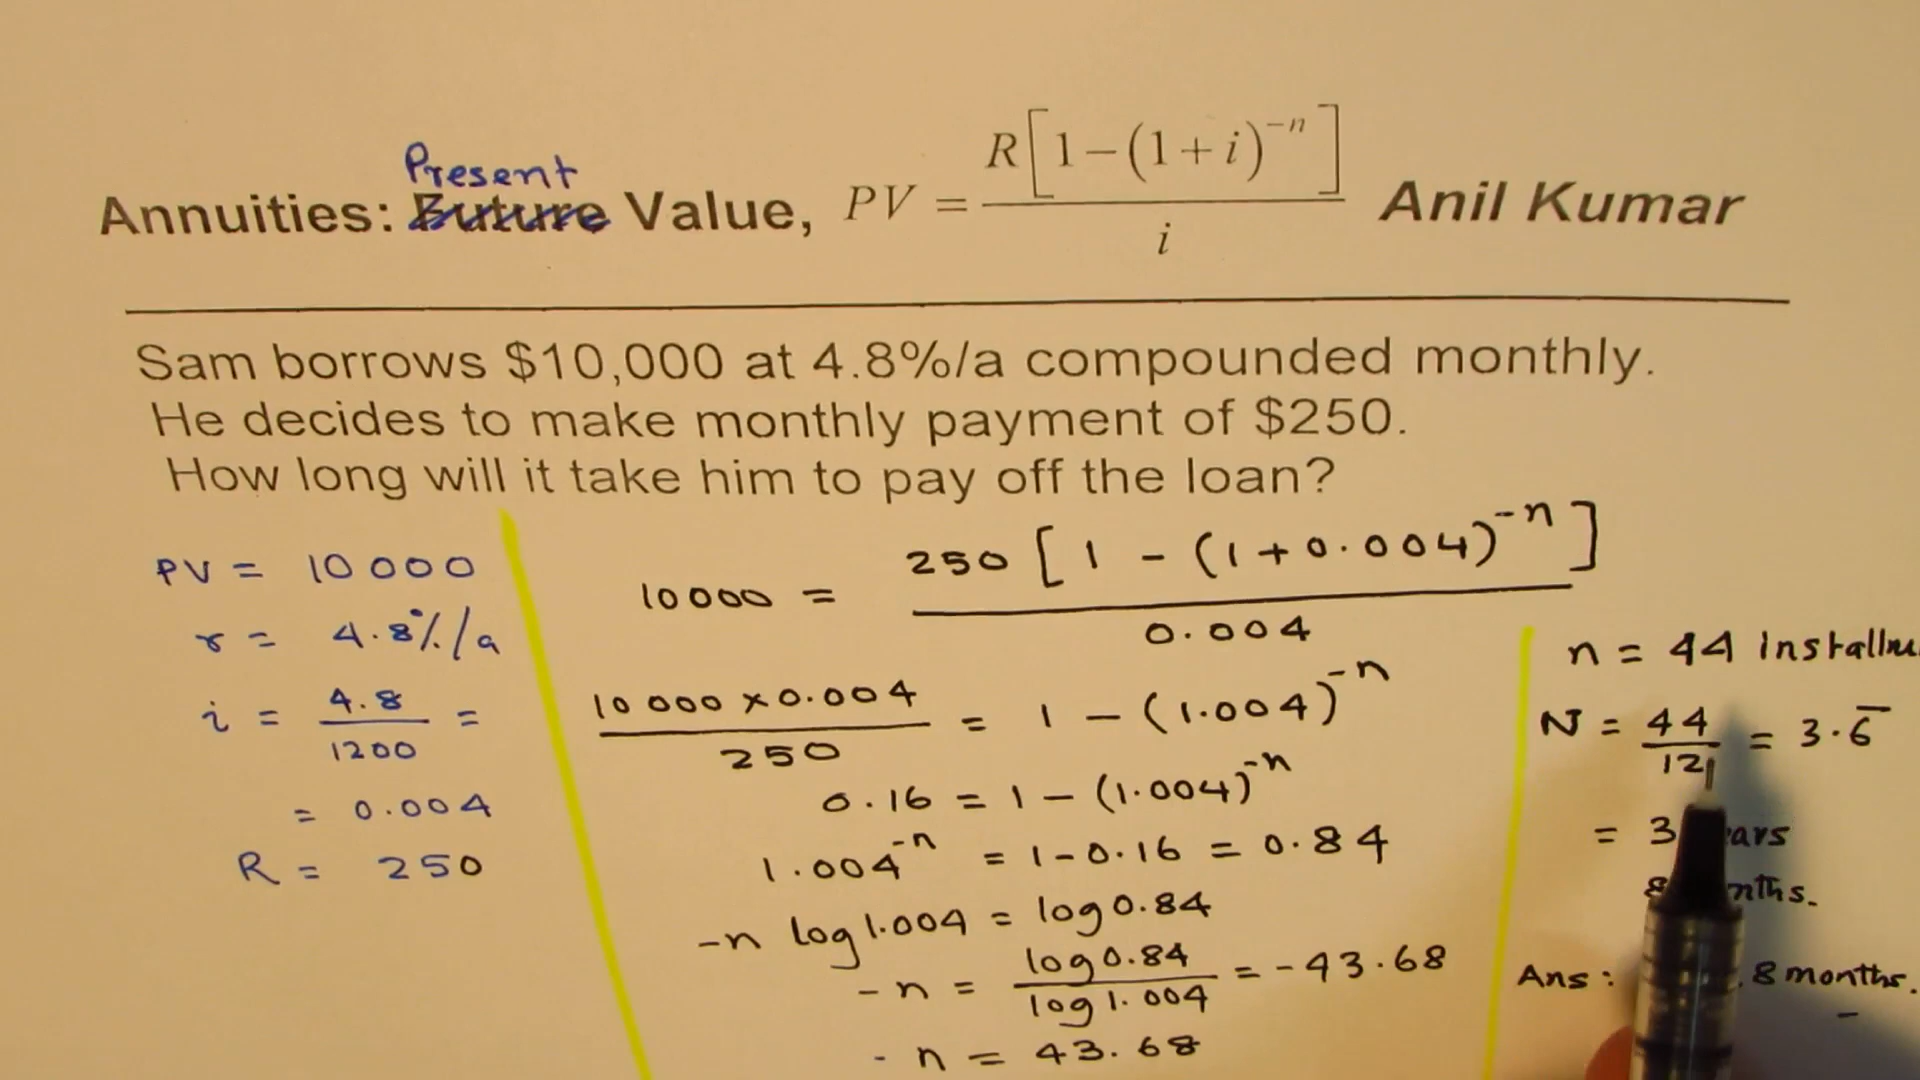 Present
Annuities: Future Value, PV = R[1-(1+i)^{-n}] / i Anil Kumar
Sam borrows $10,000 at 4.8%/a compounded monthly.
He decides to make monthly payment of $250.
How long will it take him to pay off the loan?
PV = 10 000
r = 4.8%/a
i = 4.8 / 1200 =
= 0.004
R = 250
10000 = 250 [1 - (1+0.004)^{-n}] / 0.004
10 000 x 0.004 / 250 = 1 - (1.004)^{-n}
0.16 = 1 - (1.004)^{-n}
1.004^{-n} = 1-0.16 = 0.84
-n log 1.004 = log 0.84
-n = log 0.84 / log 1.004 = -43.68
- n = 43.68
n = 44
N = 44 / 12 = 3.6̅
= 3
8
Ans: 8 months.